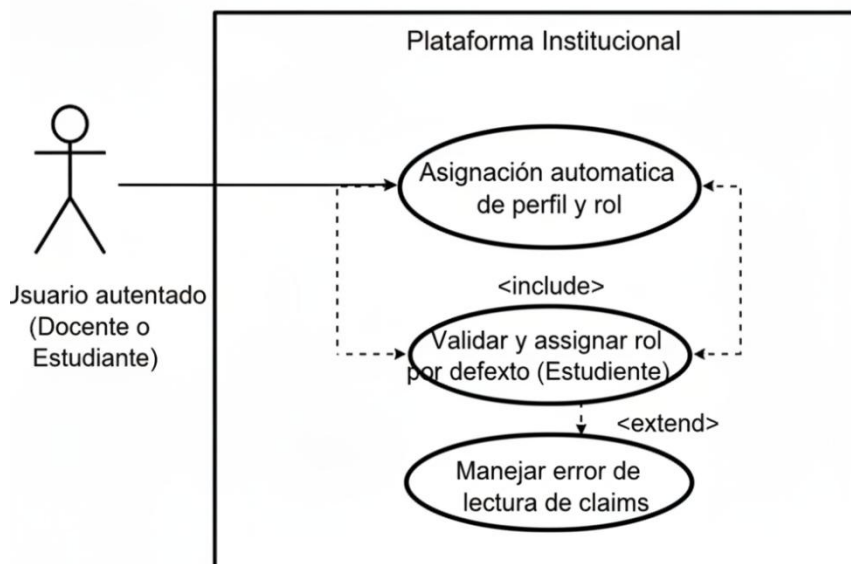 Plataforma Institucional
Asignación automatica
de perfil y rol
<include>
Jsuario autentado
(Docente o
Estudiante)
Validar y assignar rol
por defexto (Estudiente)
<extend>
Manejar error de
lectura de claims